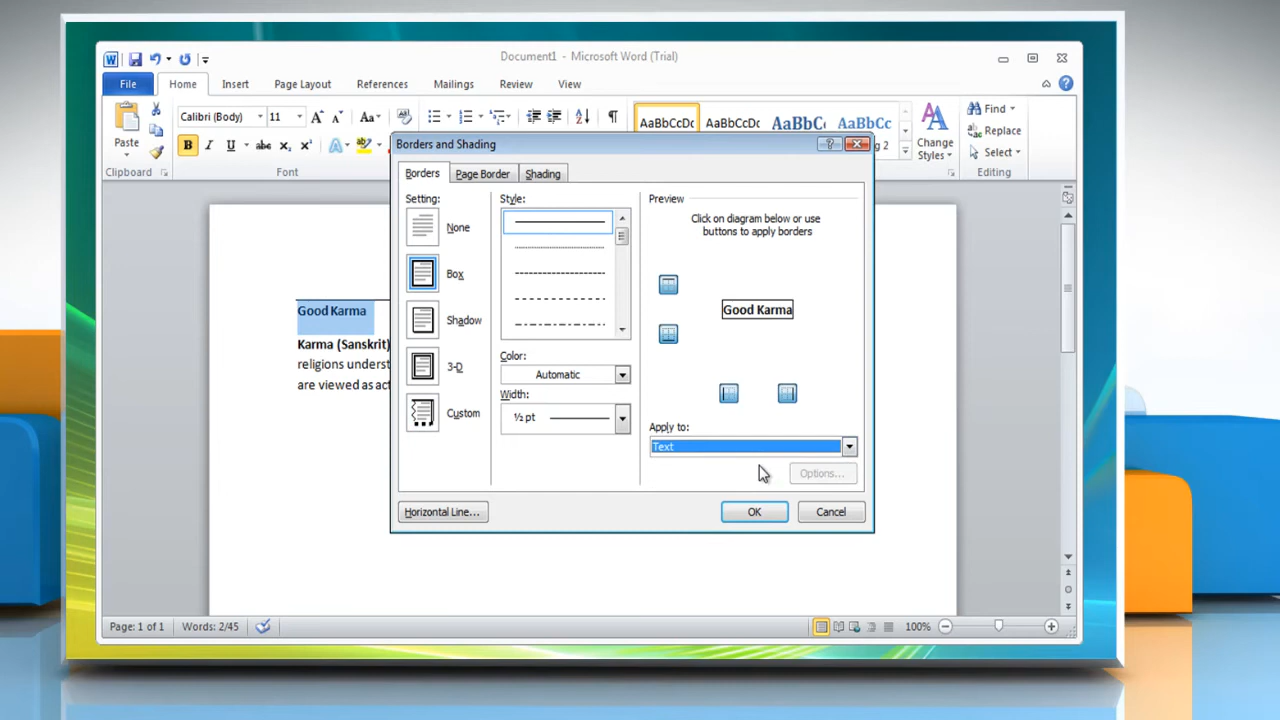 Document1 - Microsoft Word (Trial)
File Home Insert Page Layout References Mailings Review View
Calibri (Body) 11 Aa
AaBbCcDc AaBbCcDc AaBbC AaBbCc
Find
Replace
Select
Paste
B I U abc
Change
Styles
Clipboard Font Editing
Borders and Shading
Borders Page Border Shading
Setting:
None
Box
Shadow
3-D
Custom
Style:
Color:
Automatic
Width:
½ pt
Preview
Click on diagram below or use
buttons to apply borders
Good Karma
Apply to:
Text
Options...
Horizontal Line... OK Cancel
Good Karma
Karma (Sanskrit)
religions underst
are viewed as act
Page: 1 of 1 Words: 2/45 100%